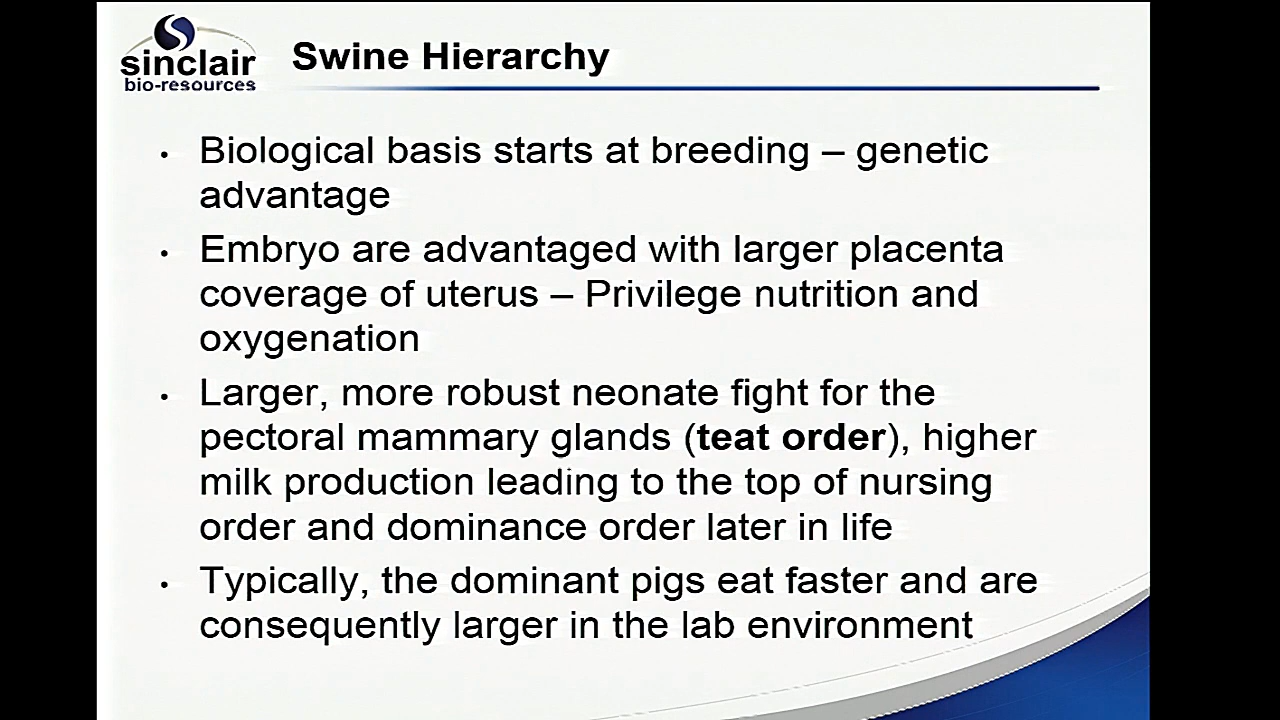 sinclair
bio-resources
Swine Hierarchy
• Biological basis starts at breeding – genetic
advantage
• Embryo are advantaged with larger placenta
coverage of uterus – Privilege nutrition and
oxygenation
• Larger, more robust neonate fight for the
pectoral mammary glands (teat order), higher
milk production leading to the top of nursing
order and dominance order later in life
• Typically, the dominant pigs eat faster and are
consequently larger in the lab environment